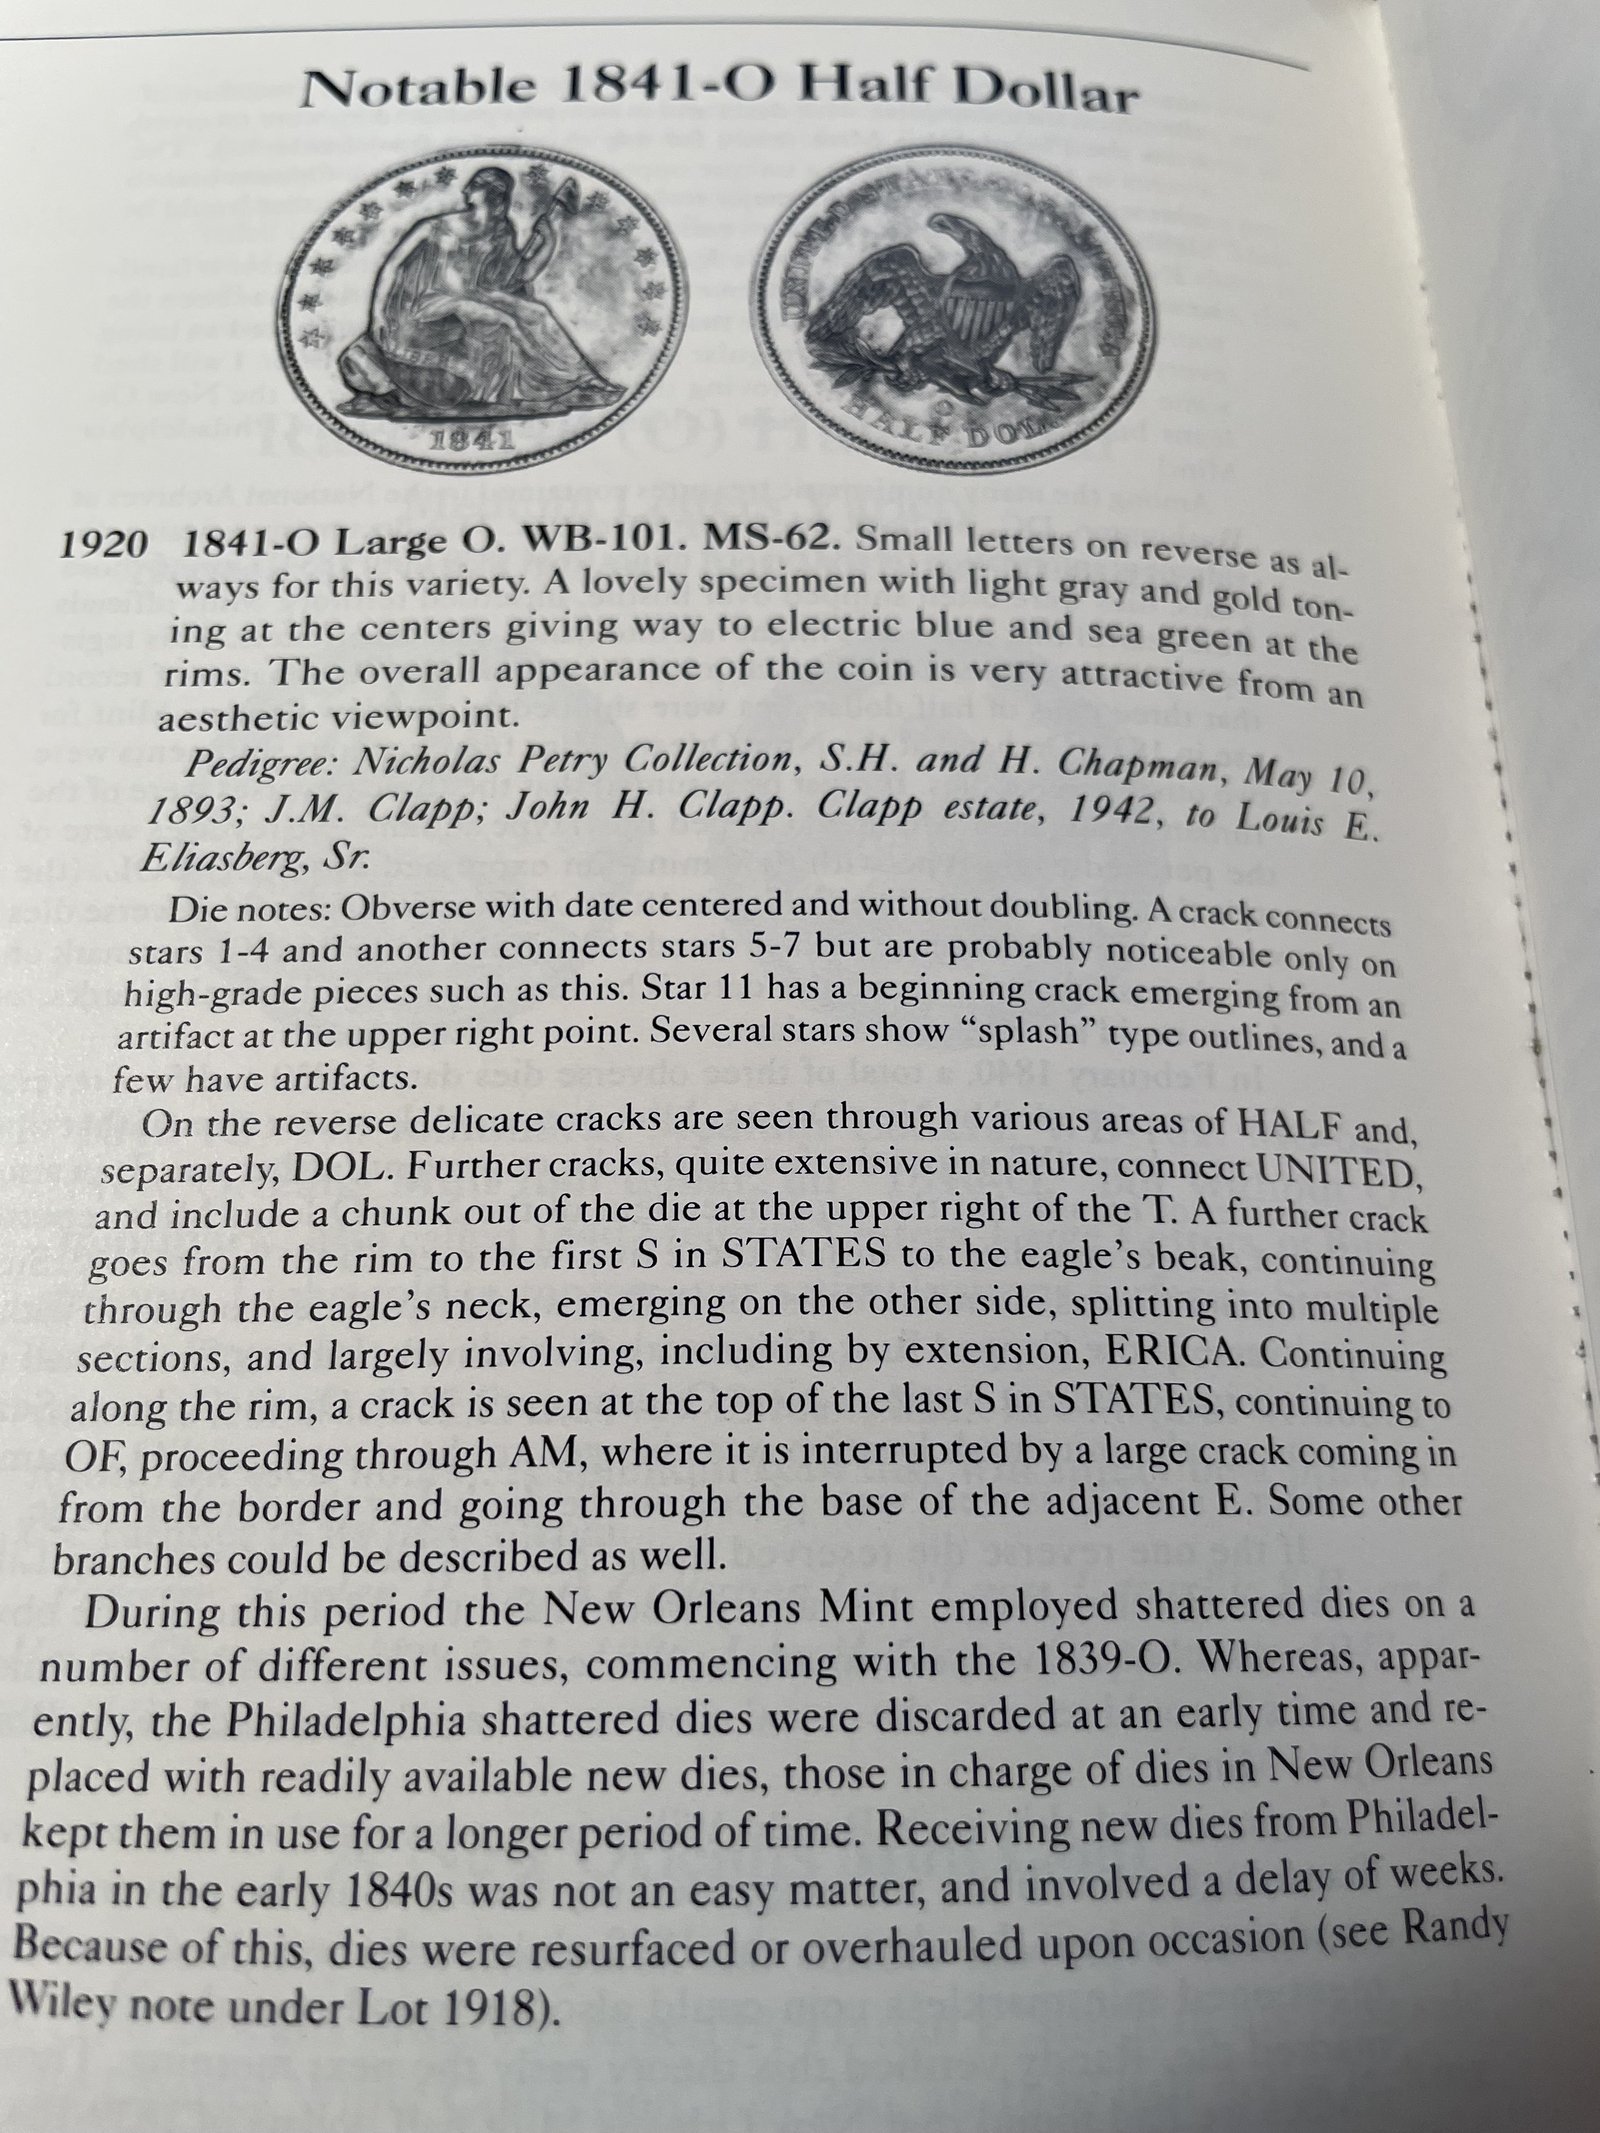 Notable 1841-O Half Dollar
1841
HALF DOL
1920 1841-O Large O. WB-101. MS-62. Small letters on reverse as al-
ways for this variety. A lovely specimen with light gray and gold ton-
ing at the centers giving way to electric blue and sea green at the
rims. The overall appearance of the coin is very attractive from an
aesthetic viewpoint.
Pedigree: Nicholas Petry Collection, S.H. and H. Chapman, May 10,
1893; J.M. Clapp; John H. Clapp. Clapp estate, 1942, to Louis E.
Eliasberg, Sr.
Die notes: Obverse with date centered and without doubling. A crack connects
stars 1-4 and another connects stars 5-7 but are probably noticeable only on
high-grade pieces such as this. Star 11 has a beginning crack emerging from an
artifact at the upper right point. Several stars show “splash” type outlines, and a
few have artifacts.
On the reverse delicate cracks are seen through various areas of HALF and,
separately, DOL. Further cracks, quite extensive in nature, connect UNITED,
and include a chunk out of the die at the upper right of the T. A further crack
goes from the rim to the first S in STATES to the eagle’s beak, continuing
through the eagle’s neck, emerging on the other side, splitting into multiple
sections, and largely involving, including by extension, ERICA. Continuing
along the rim, a crack is seen at the top of the last S in STATES, continuing to
OF, proceeding through AM, where it is interrupted by a large crack coming in
from the border and going through the base of the adjacent E. Some other
branches could be described as well.
During this period the New Orleans Mint employed shattered dies on a
number of different issues, commencing with the 1839-O. Whereas, appar-
ently, the Philadelphia shattered dies were discarded at an early time and re-
placed with readily available new dies, those in charge of dies in New Orleans
kept them in use for a longer period of time. Receiving new dies from Philadel-
phia in the early 1840s was not an easy matter, and involved a delay of weeks.
Because of this, dies were resurfaced or overhauled upon occasion (see Randy
Wiley note under Lot 1918).